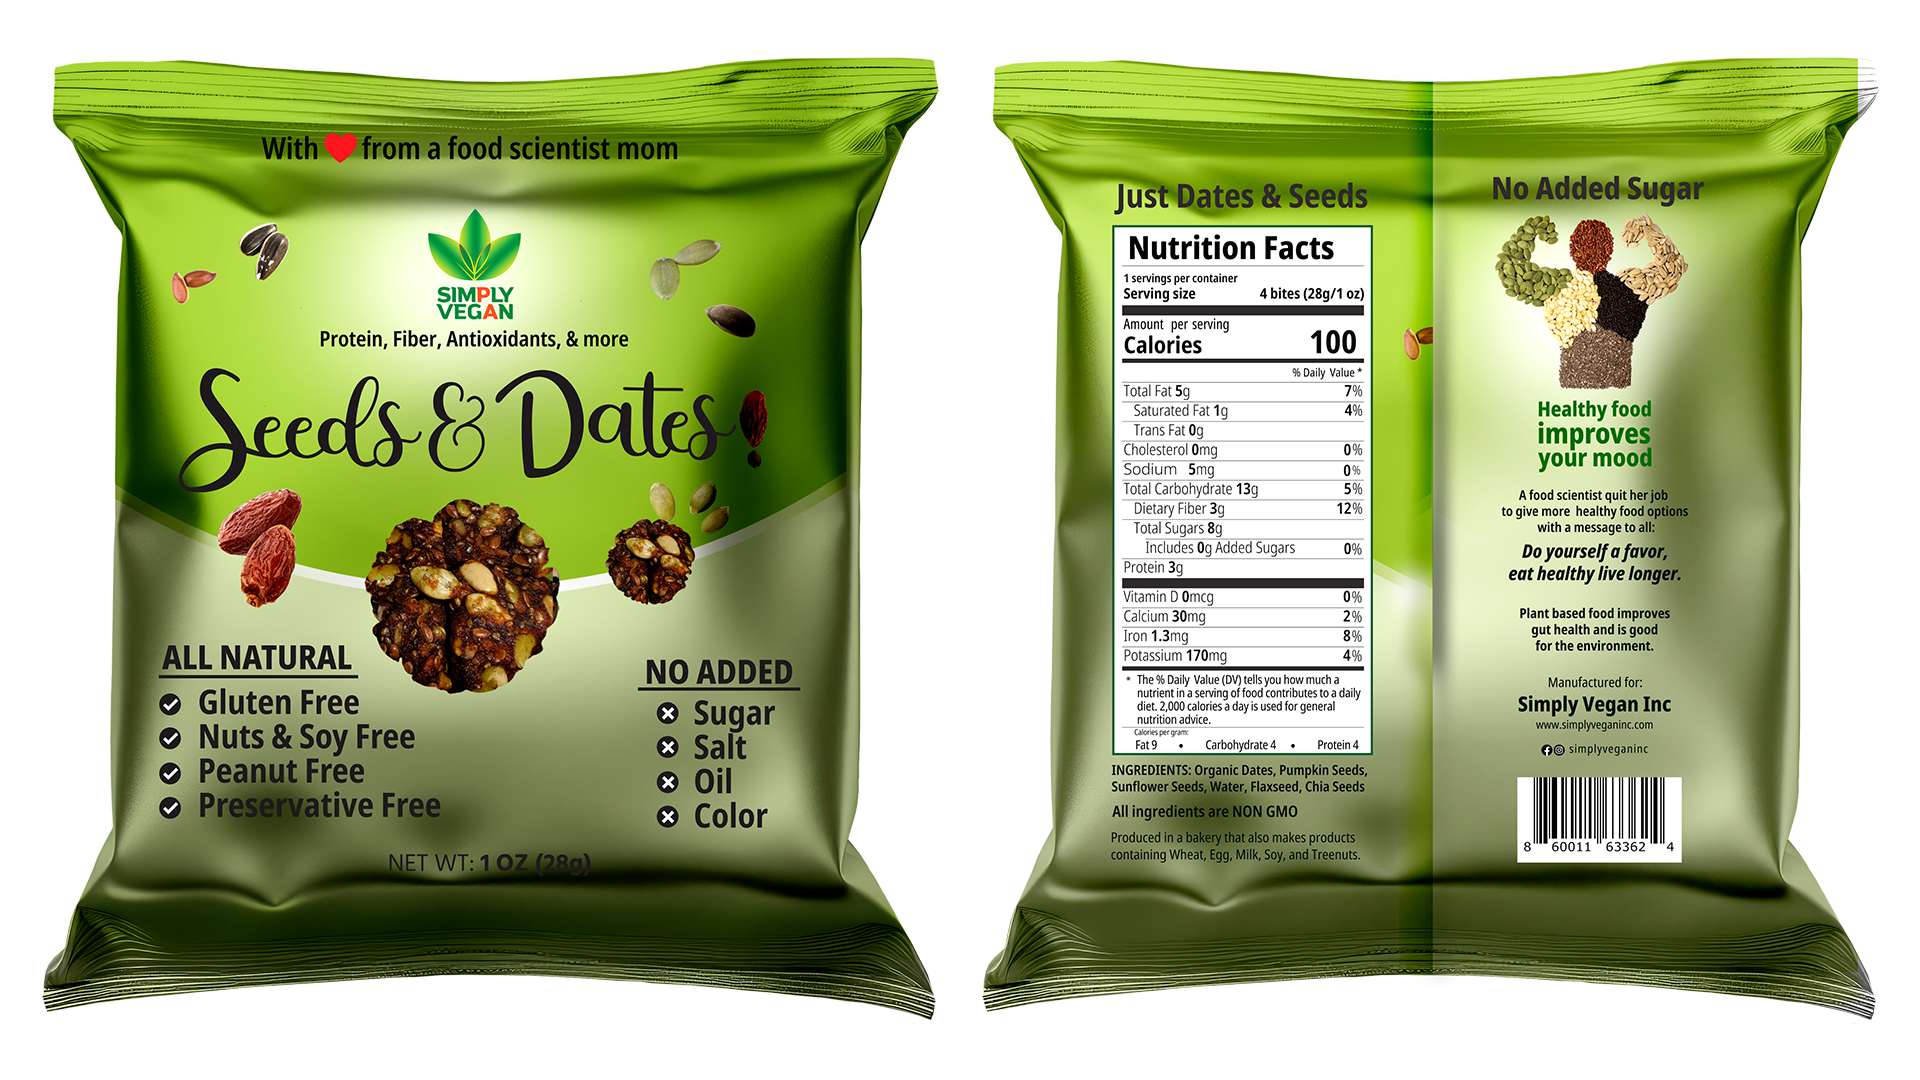 With ❤ from a food scientist mom
SIMPLY
VEGAN
Protein, Fiber, Antioxidants, & more
Seeds & Dates
ALL NATURAL
Gluten Free
Nuts & Soy Free
Peanut Free
Preservative Free
NO ADDED
Sugar
Salt
Oil
Color
NET WT: 1 OZ (28g)
Just Dates & Seeds
Nutrition Facts
1 servings per container
Serving size 4 bites (28g/1 oz)
Amount per serving
Calories 100
% Daily Value *
Total Fat 5g 7%
Saturated Fat 1g 4%
Trans Fat 0g
Cholesterol 0mg 0%
Sodium 5mg 0%
Total Carbohydrate 13g 5%
Dietary Fiber 3g 12%
Total Sugars 8g
Includes 0g Added Sugars 0%
Protein 3g
Vitamin D 0mcg 0%
Calcium 30mg 2%
Iron 1.3mg 8%
Potassium 170mg 4%
* The % Daily Value (DV) tells you how much a
nutrient in a serving of food contributes to a daily
diet. 2,000 calories a day is used for general
nutrition advice.
Calories per gram:
Fat 9 • Carbohydrate 4 • Protein 4
INGREDIENTS: Organic Dates, Pumpkin Seeds,
Sunflower Seeds, Water, Flaxseed, Chia Seeds
All ingredients are NON GMO
Produced in a bakery that also makes products
containing Wheat, Egg, Milk, Soy, and Treenuts.
No Added Sugar
Healthy food
improves
your mood
A food scientist quit her job
to give more healthy food options
with a message to all:
Do yourself a favor,
eat healthy live longer.
Plant based food improves
gut health and is good
for the environment.
Manufactured for:
Simply Vegan Inc
www.simplyveganinc.com
simplyveganinc
8 60011 63362 4